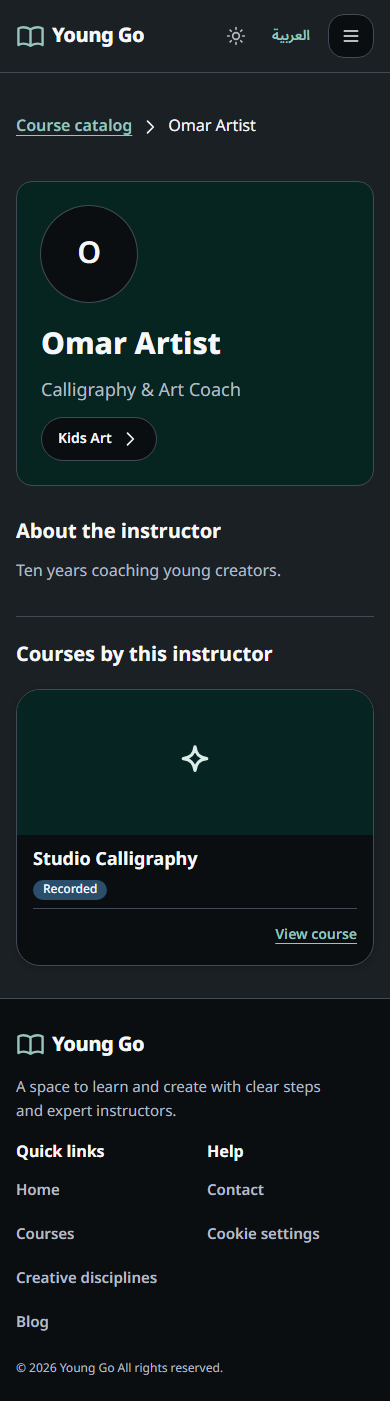 Young Go
العربية
Course catalog > Omar Artist
O
Omar Artist
Calligraphy & Art Coach
Kids Art
About the instructor
Ten years coaching young creators.
Courses by this instructor
Studio Calligraphy
Recorded
View course
Young Go
A space to learn and create with clear steps
and expert instructors.
Quick links
Home
Courses
Creative disciplines
Blog
Help
Contact
Cookie settings
© 2026 Young Go All rights reserved.